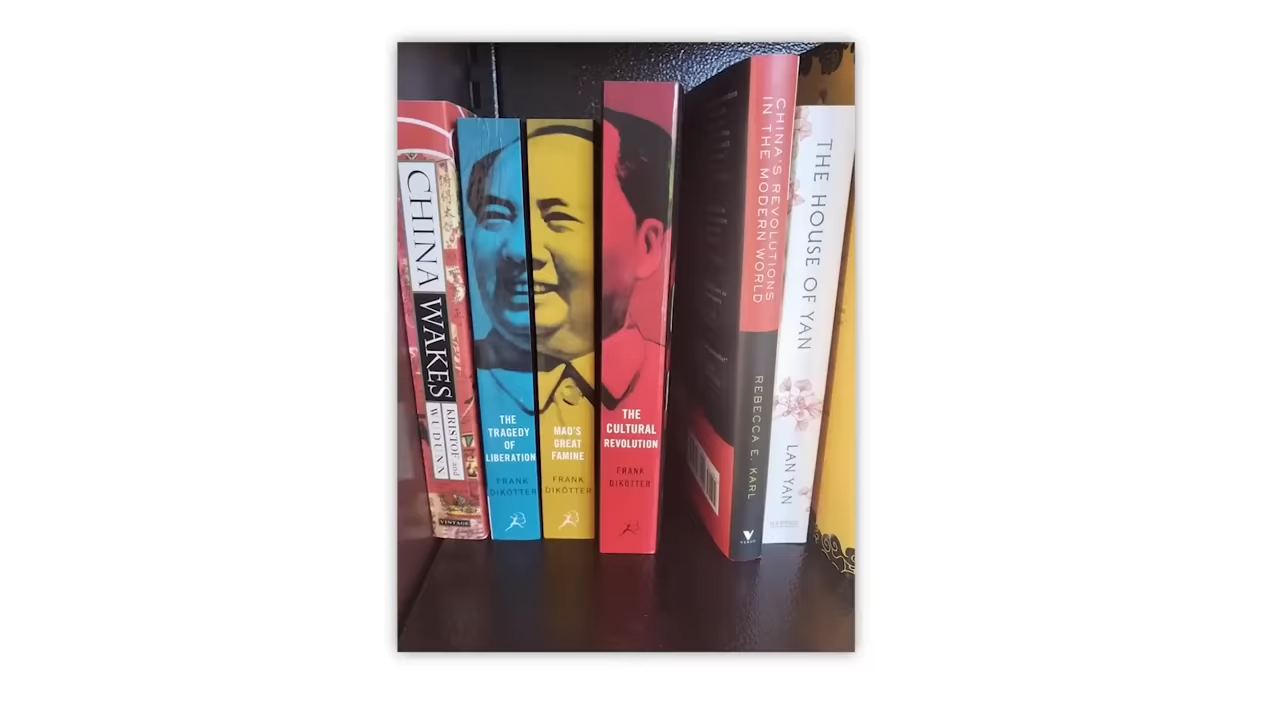 CHINA WAKES
KRISTOF and
WUDUNN
VINTAGE
THE
TRAGEDY
OF
LIBERATION
FRANK
DIKÖTTER
MAO'S
GREAT
FAMINE
FRANK
DIKÖTTER
THE
CULTURAL
REVOLUTION
FRANK
DIKÖTTER
CHINA'S REVOLUTIONS
IN THE MODERN WORLD
REBECCA E. KARL
VERSO
THE HOUSE OF YAN
LAN YAN